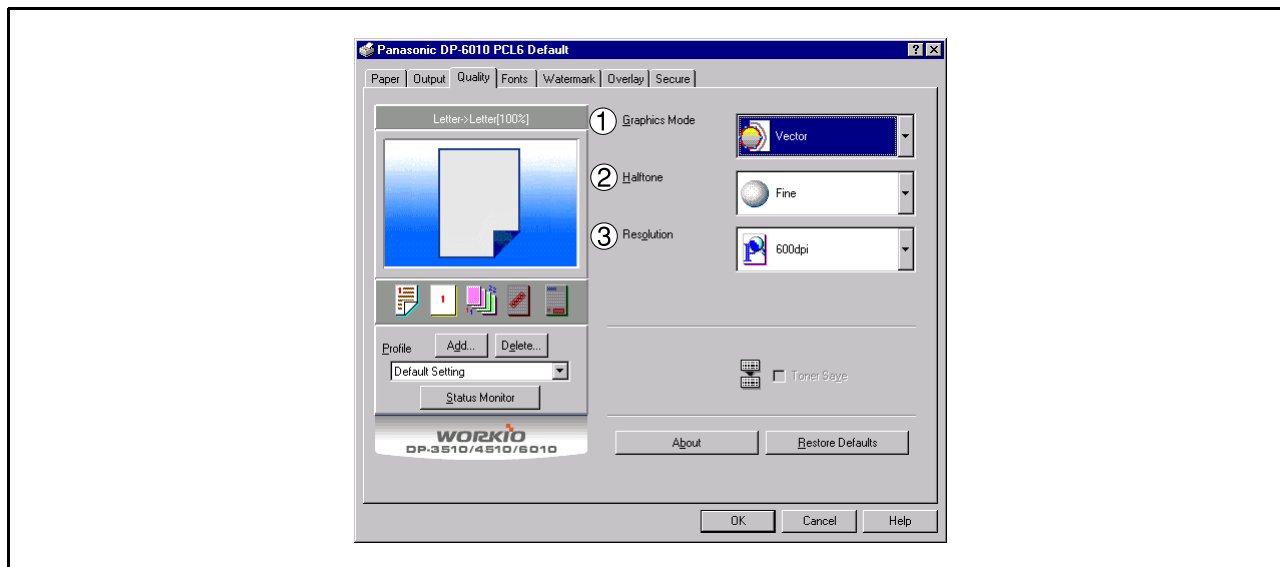 Panasonic DP-6010 PCL6 Default
Paper Output Quality Fonts Watermark Overlay Secure
Letter->Letter[100%]
1 Graphics Mode
Vector
2 Halftone
Fine
3 Resolution
600dpi
Profile Add... Delete...
Default Setting
Status Monitor
Toner Save
WORKIO
DP-3510/4510/6010
About Restore Defaults
OK Cancel Help